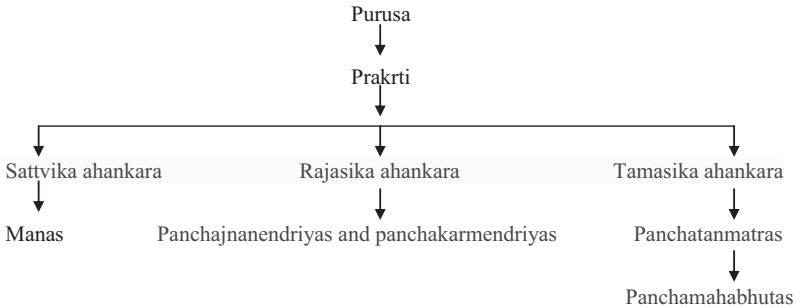 Purusa
Prakrti
Sattvika ahankara Rajasika ahankara Tamasika ahankara
Manas Panchajnanendriyas and panchakarmendriyas Panchatanmatras
Panchamahabhutas